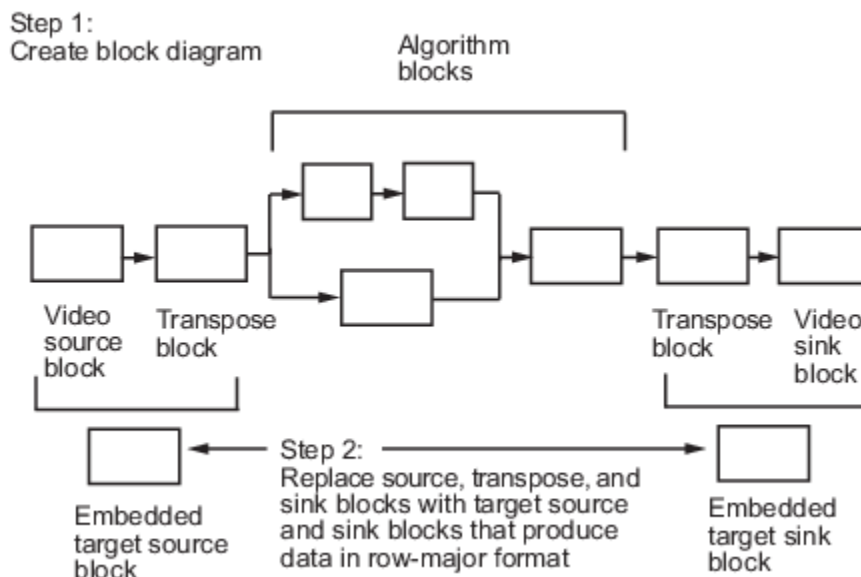 Step 1:
Create block diagram
Algorithm
blocks
Video
source
block
Transpose
block
Transpose
block
Video
sink
block
Step 2:
Replace source, transpose, and
sink blocks with target source
and sink blocks that produce
data in row-major format
Embedded
target source
block
Embedded
target sink
block